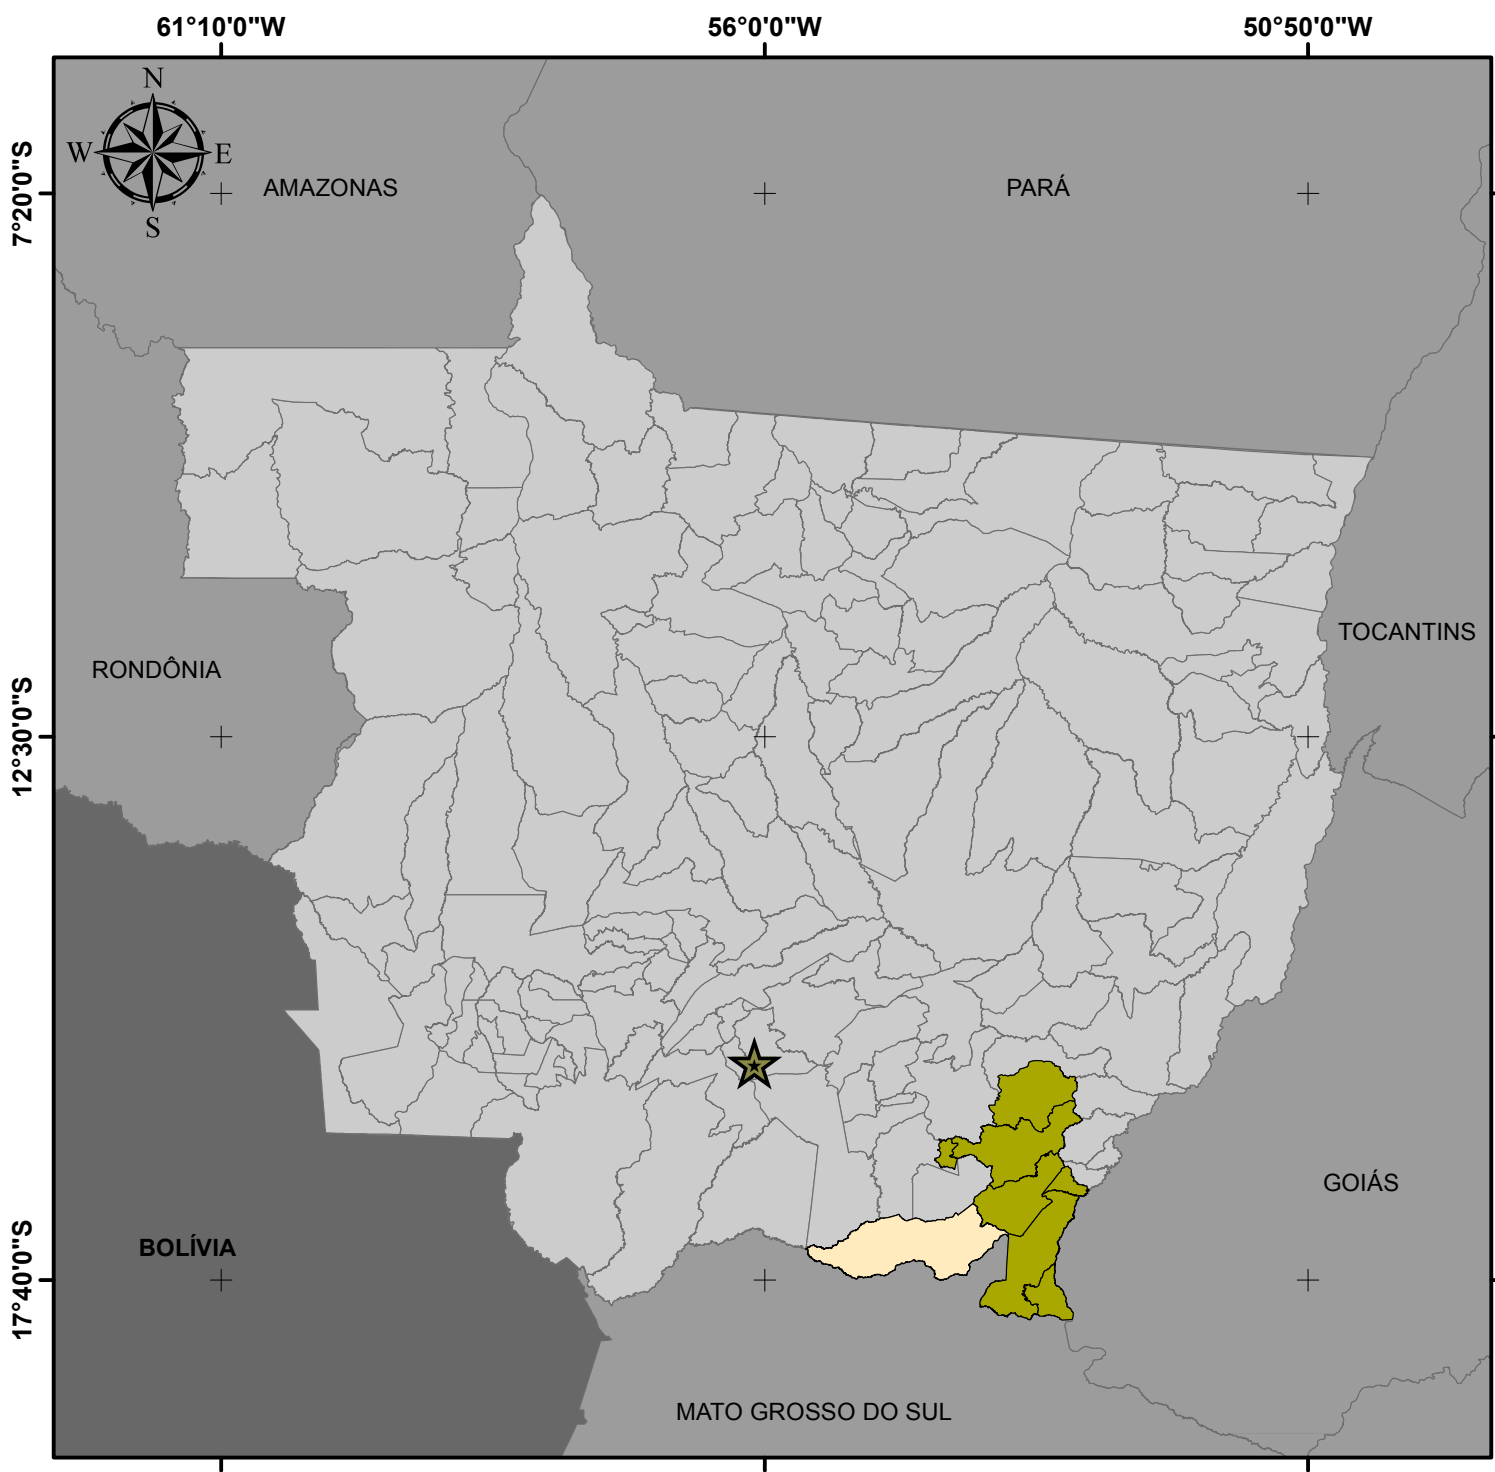 61°10'0"W 56°0'0"W 50°50'0"W
N
W E
S
7°20'0"S
AMAZONAS PARÁ
TOCANTINS
RONDÔNIA
12°30'0"S
GOIÁS
BOLÍVIA
17°40'0"S
MATO GROSSO DO SUL